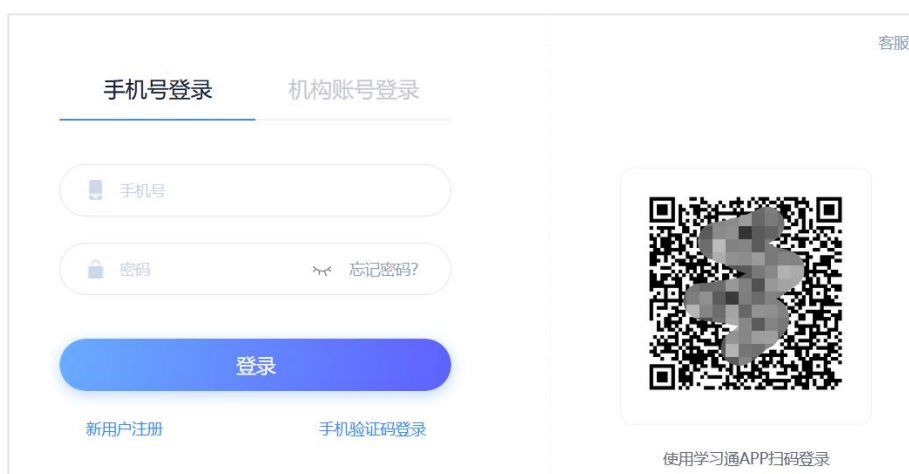 客服
手机号登录
机构账号登录
手机号
密码
忘记密码?
登录
新用户注册
手机验证码登录
使用学习通APP扫码登录